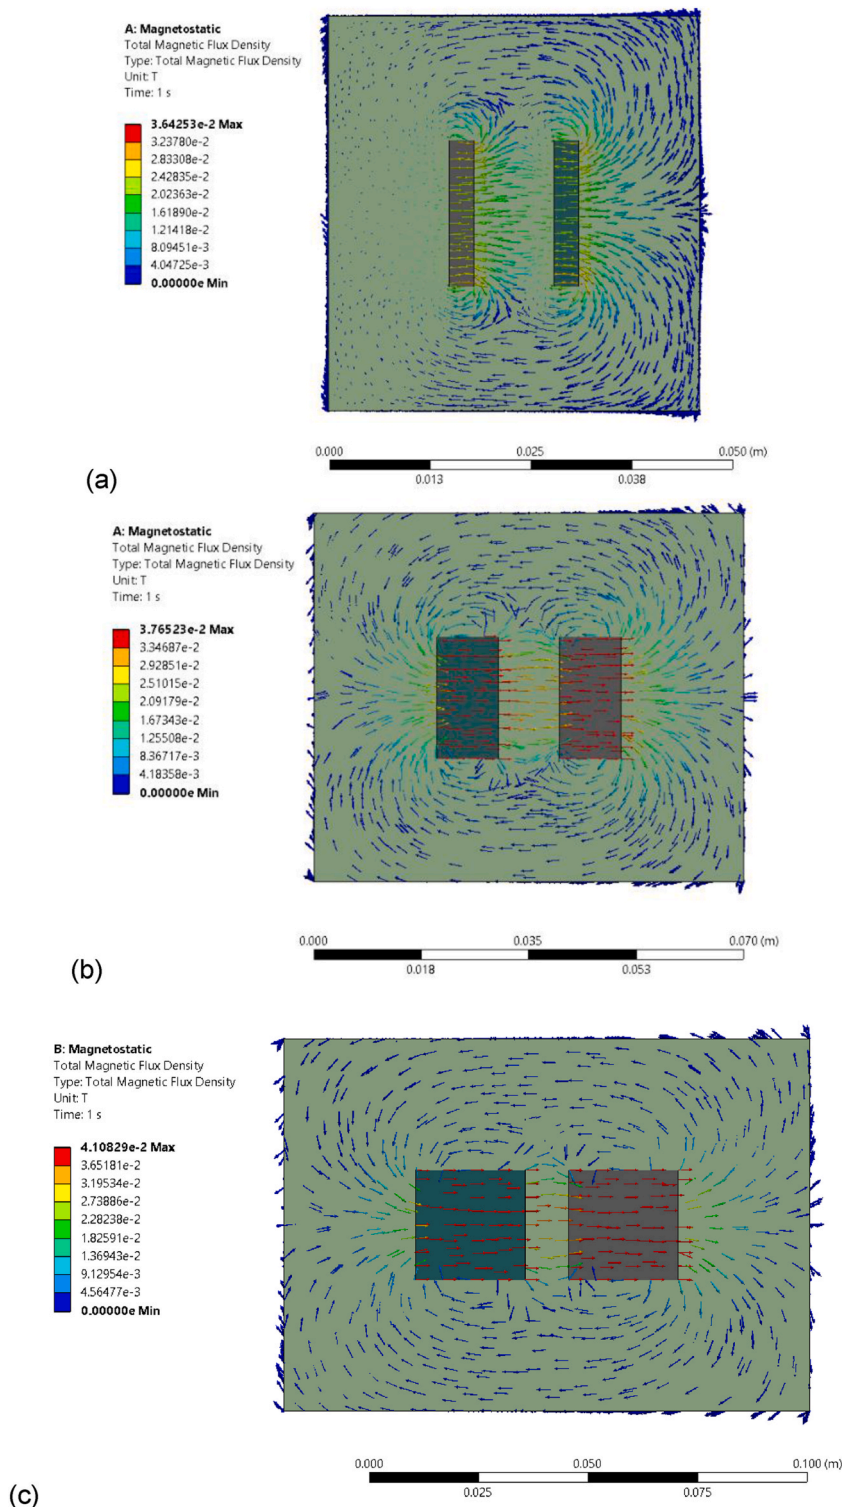 A: Magnetostatic
Total Magnetic Flux Density
Type: Total Magnetic Flux Density
Unit: T
Time: 1 s
3.64253e-2 Max
3.23780e-2
2.83308e-2
2.42835e-2
2.02363e-2
1.61890e-2
1.21418e-2
8.09451e-3
4.04725e-3
0.00000e Min
0.000 0.025 0.050 (m)
0.013 0.038
(a)
A: Magnetostatic
Total Magnetic Flux Density
Type: Total Magnetic Flux Density
Unit: T
Time: 1 s
3.76523e-2 Max
3.34687e-2
2.92851e-2
2.51015e-2
2.09179e-2
1.67343e-2
1.25508e-2
8.36717e-3
4.18358e-3
0.00000e Min
0.000 0.035 0.070 (m)
0.018 0.053
(b)
B: Magnetostatic
Total Magnetic Flux Density
Type: Total Magnetic Flux Density
Unit: T
Time: 1 s
4.10829e-2 Max
3.65181e-2
3.19534e-2
2.73886e-2
2.28238e-2
1.82591e-2
1.36943e-2
9.12954e-3
4.56477e-3
0.00000e Min
0.000 0.050 0.100 (m)
0.025 0.075
(c)